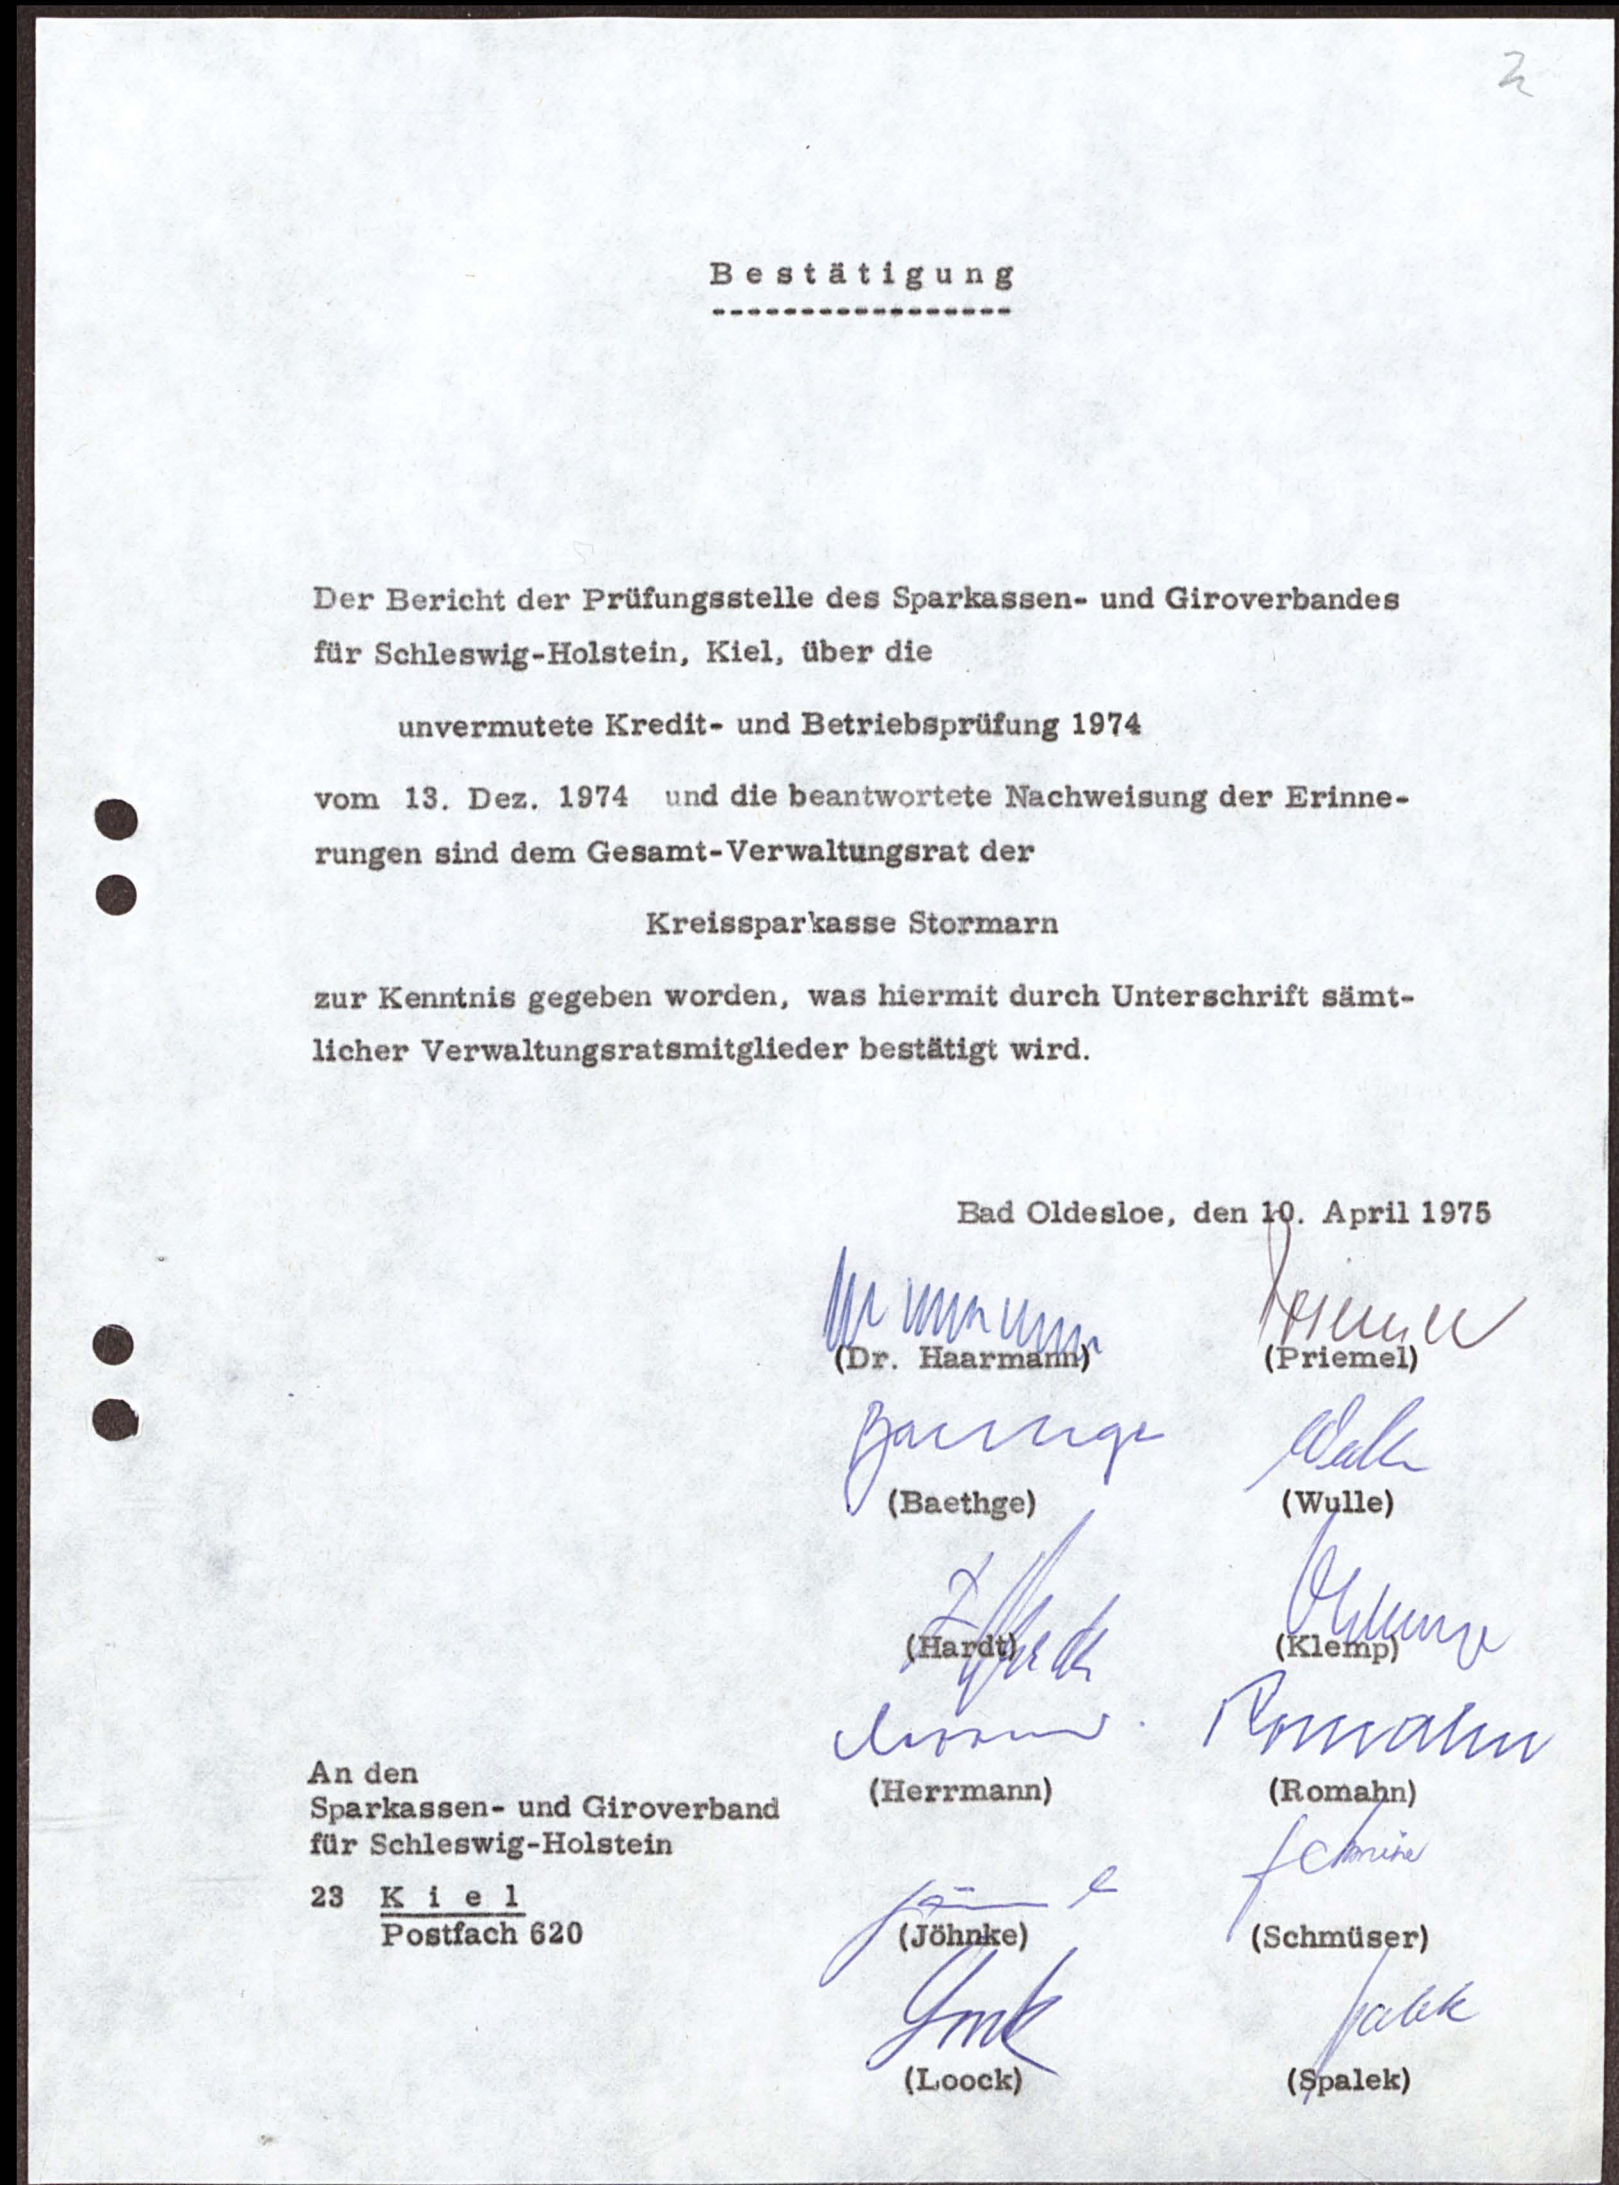 2
B e s t ä t i g u n g
-----------------
Der Bericht der Prüfungsstelle des Sparkassen- und Giroverbandes
für Schleswig-Holstein, Kiel, über die
unvermutete Kredit- und Betriebsprüfung 1974
vom 13. Dez. 1974 und die beantwortete Nachweisung der Erinne-
rungen sind dem Gesamt-Verwaltungsrat der
Kreissparkasse Stormarn
zur Kenntnis gegeben worden, was hiermit durch Unterschrift sämt-
licher Verwaltungsratsmitglieder bestätigt wird.
Bad Oldesloe, den 10. April 1975
(Dr. Haarmann) (Priemel)
(Baethge) (Wulle)
(Hardt) (Klemp)
Romahn
(Herrmann) (Romahn)
(Jöhnke) (Schmüser)
(Loock) (Spalek)
An den
Sparkassen- und Giroverband
für Schleswig-Holstein
23 K i e l
Postfach 620